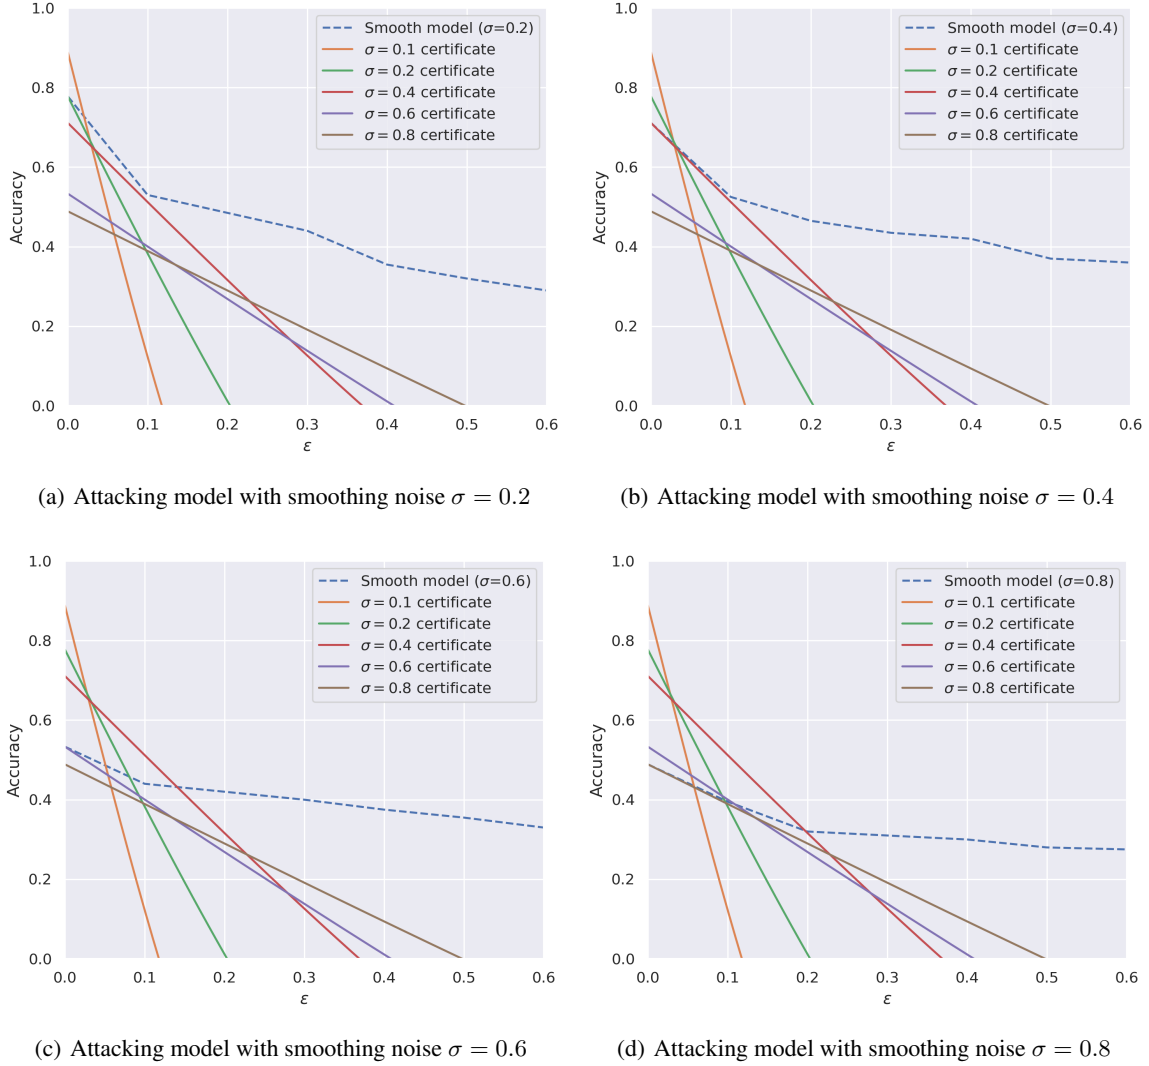 1.0
0.8
0.6
0.4
0.2
0.0
Accuracy
0.0 0.1 0.2 0.3 0.4 0.5 0.6
ε
Smooth model (σ=0.2)
σ = 0.1 certificate
σ = 0.2 certificate
σ = 0.4 certificate
σ = 0.6 certificate
σ = 0.8 certificate
(a) Attacking model with smoothing noise σ = 0.2
1.0
0.8
0.6
0.4
0.2
0.0
Accuracy
0.0 0.1 0.2 0.3 0.4 0.5 0.6
ε
Smooth model (σ=0.4)
σ = 0.1 certificate
σ = 0.2 certificate
σ = 0.4 certificate
σ = 0.6 certificate
σ = 0.8 certificate
(b) Attacking model with smoothing noise σ = 0.4
1.0
0.8
0.6
0.4
0.2
0.0
Accuracy
0.0 0.1 0.2 0.3 0.4 0.5 0.6
ε
Smooth model (σ=0.6)
σ = 0.1 certificate
σ = 0.2 certificate
σ = 0.4 certificate
σ = 0.6 certificate
σ = 0.8 certificate
(c) Attacking model with smoothing noise σ = 0.6
1.0
0.8
0.6
0.4
0.2
0.0
Accuracy
0.0 0.1 0.2 0.3 0.4 0.5 0.6
ε
Smooth model (σ=0.8)
σ = 0.1 certificate
σ = 0.2 certificate
σ = 0.4 certificate
σ = 0.6 certificate
σ = 0.8 certificate
(d) Attacking model with smoothing noise σ = 0.8